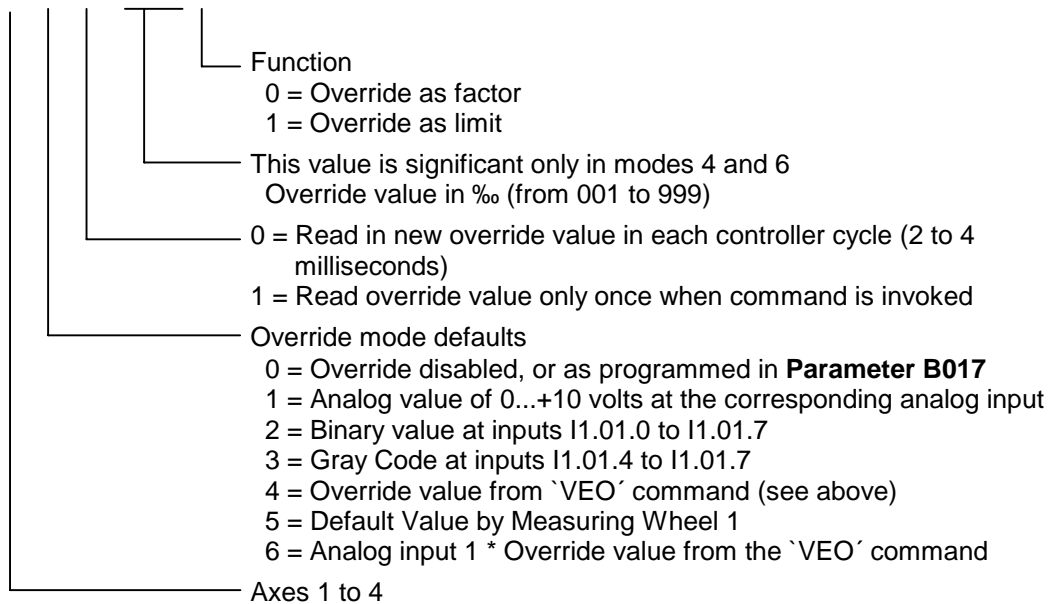 Function
0 = Override as factor
1 = Override as limit
This value is significant only in modes 4 and 6
Override value in ‰ (from 001 to 999)
0 = Read in new override value in each controller cycle (2 to 4
milliseconds)
1 = Read override value only once when command is invoked
Override mode defaults
0 = Override disabled, or as programmed in Parameter B017
1 = Analog value of 0...+10 volts at the corresponding analog input
2 = Binary value at inputs I1.01.0 to I1.01.7
3 = Gray Code at inputs I1.01.4 to I1.01.7
4 = Override value from `VEO´ command (see above)
5 = Default Value by Measuring Wheel 1
6 = Analog input 1 * Override value from the `VEO´ command
Axes 1 to 4